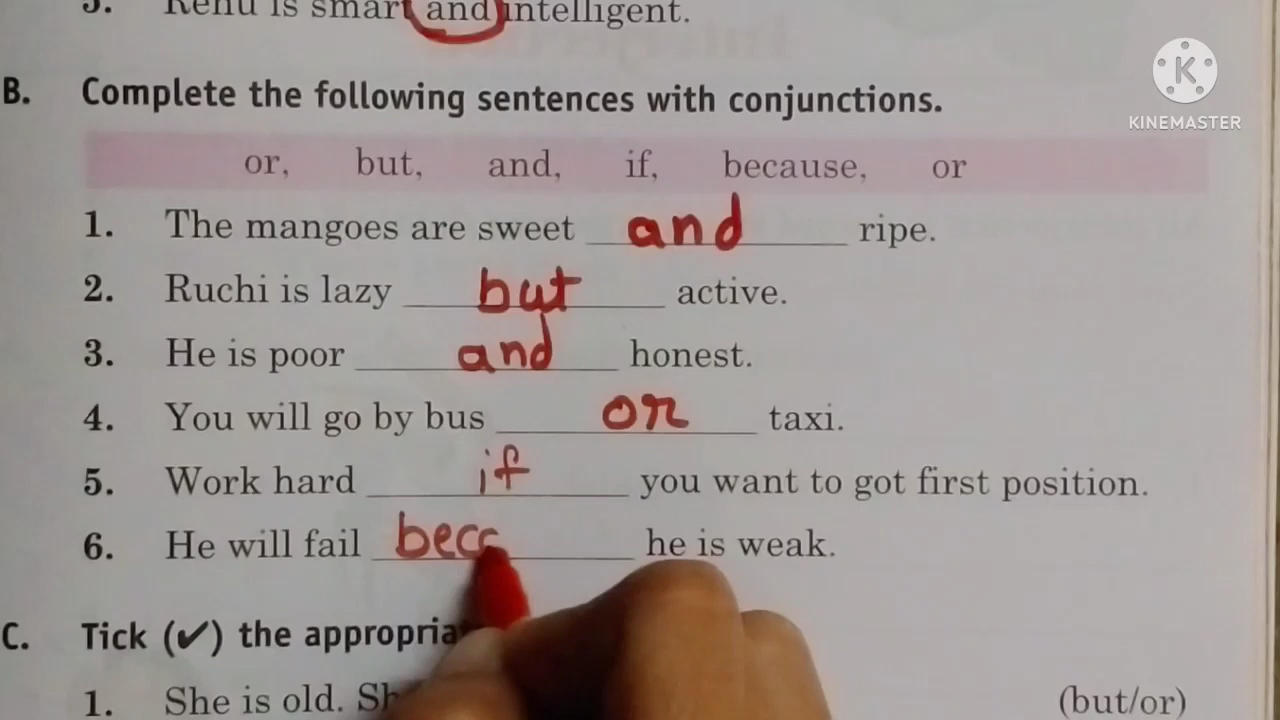 5. Renu is smart and intelligent.
KINEMASTER
B. Complete the following sentences with conjunctions.
or, but, and, if, because, or
1. The mangoes are sweet and ripe.
2. Ruchi is lazy but active.
3. He is poor and honest.
4. You will go by bus or taxi.
5. Work hard if you want to got first position.
6. He will fail bec he is weak.
C. Tick (✔) the
1. She is old. (but/or)